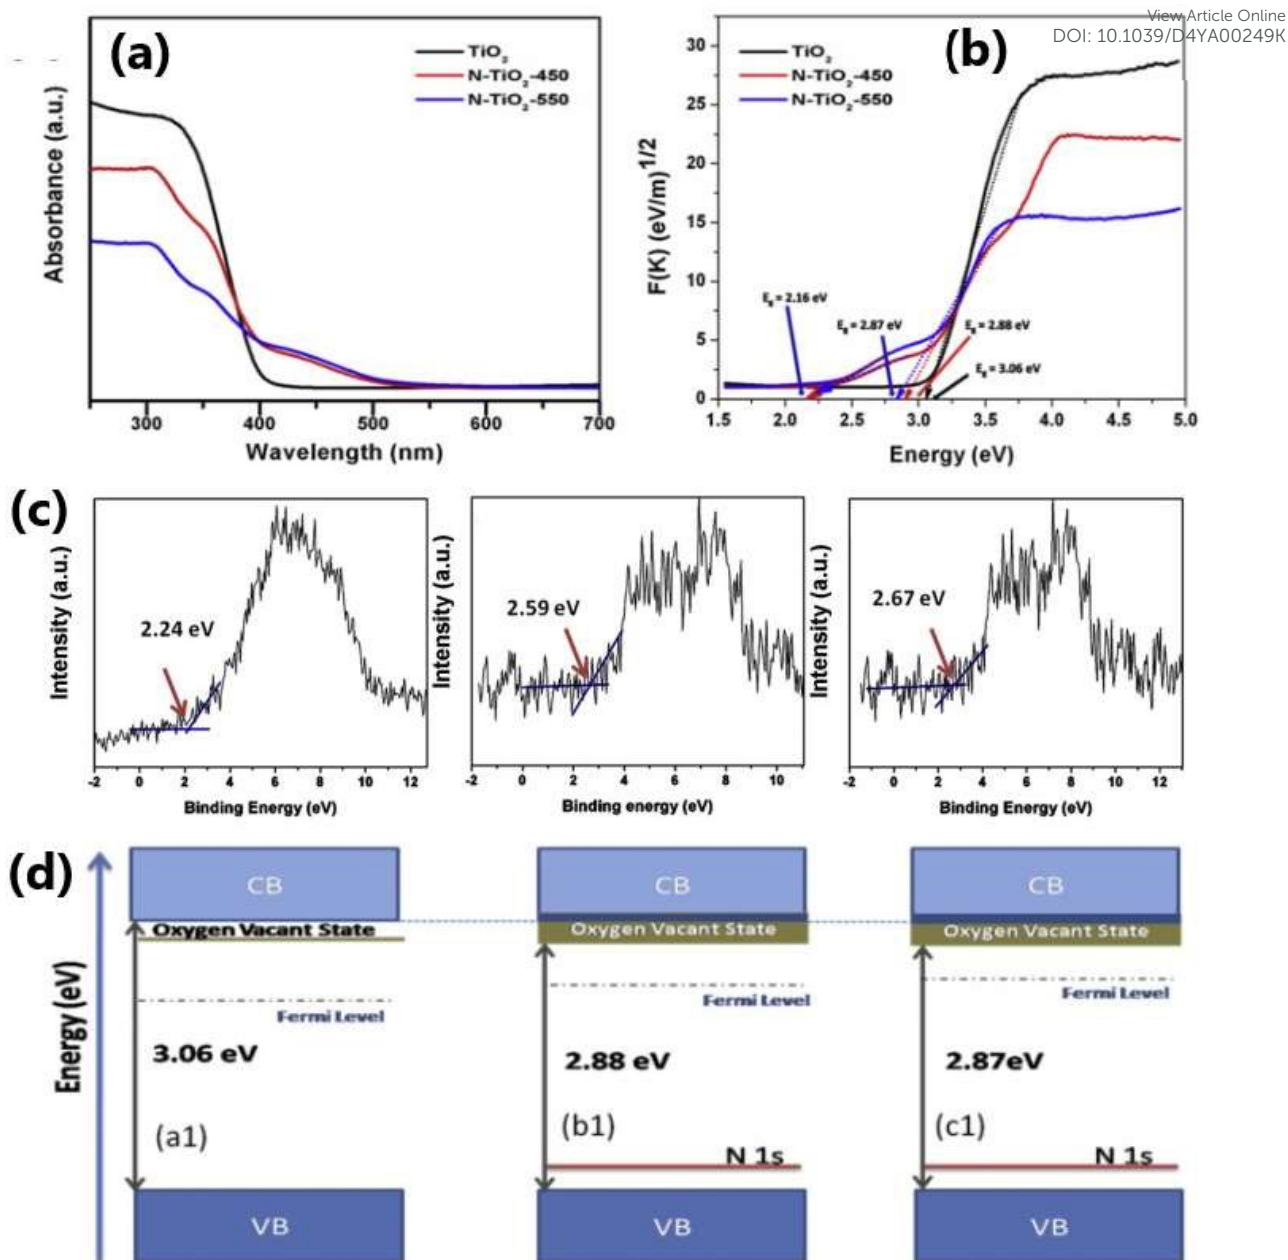 View Article Online
DOI: 10.1039/D4YA00249K
(a)
TiO₂
N-TiO₂-450
N-TiO₂-550
Absorbance (a.u.)
300 400 500 600 700
Wavelength (nm)
(b)
TiO₂
N-TiO₂-450
N-TiO₂-550
F(K) (eV/m)^1/2
30
25
20
15
10
5
0
E_g = 2.16 eV
E_g = 2.87 eV
E_g = 2.88 eV
E_g = 3.06 eV
1.5 2.0 2.5 3.0 3.5 4.0 4.5 5.0
Energy (eV)
(c)
Intensity (a.u.)
2.24 eV
-2 0 2 4 6 8 10 12
Binding Energy (eV)
Intensity (a.u.)
2.59 eV
-2 0 2 4 6 8 10
Binding energy (eV)
Intensity (a.u.)
2.67 eV
-2 0 2 4 6 8 10 12
Binding Energy (eV)
(d)
Energy (eV)
CB
Oxygen Vacant State
Fermi Level
3.06 eV
(a1)
VB
CB
Oxygen Vacant State
Fermi Level
2.88 eV
(b1)
N 1s
VB
CB
Oxygen Vacant State
Fermi Level
2.87eV
(c1)
N 1s
VB